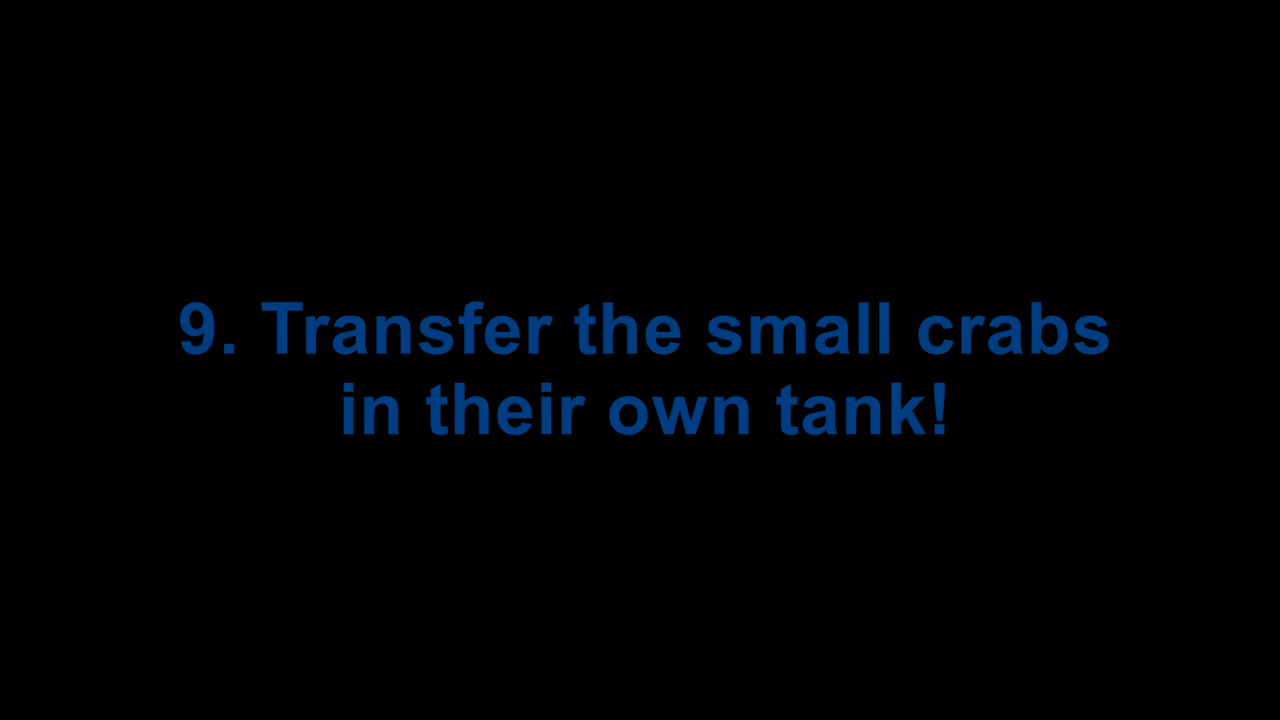 9. Transfer the small crabs
in their own tank!